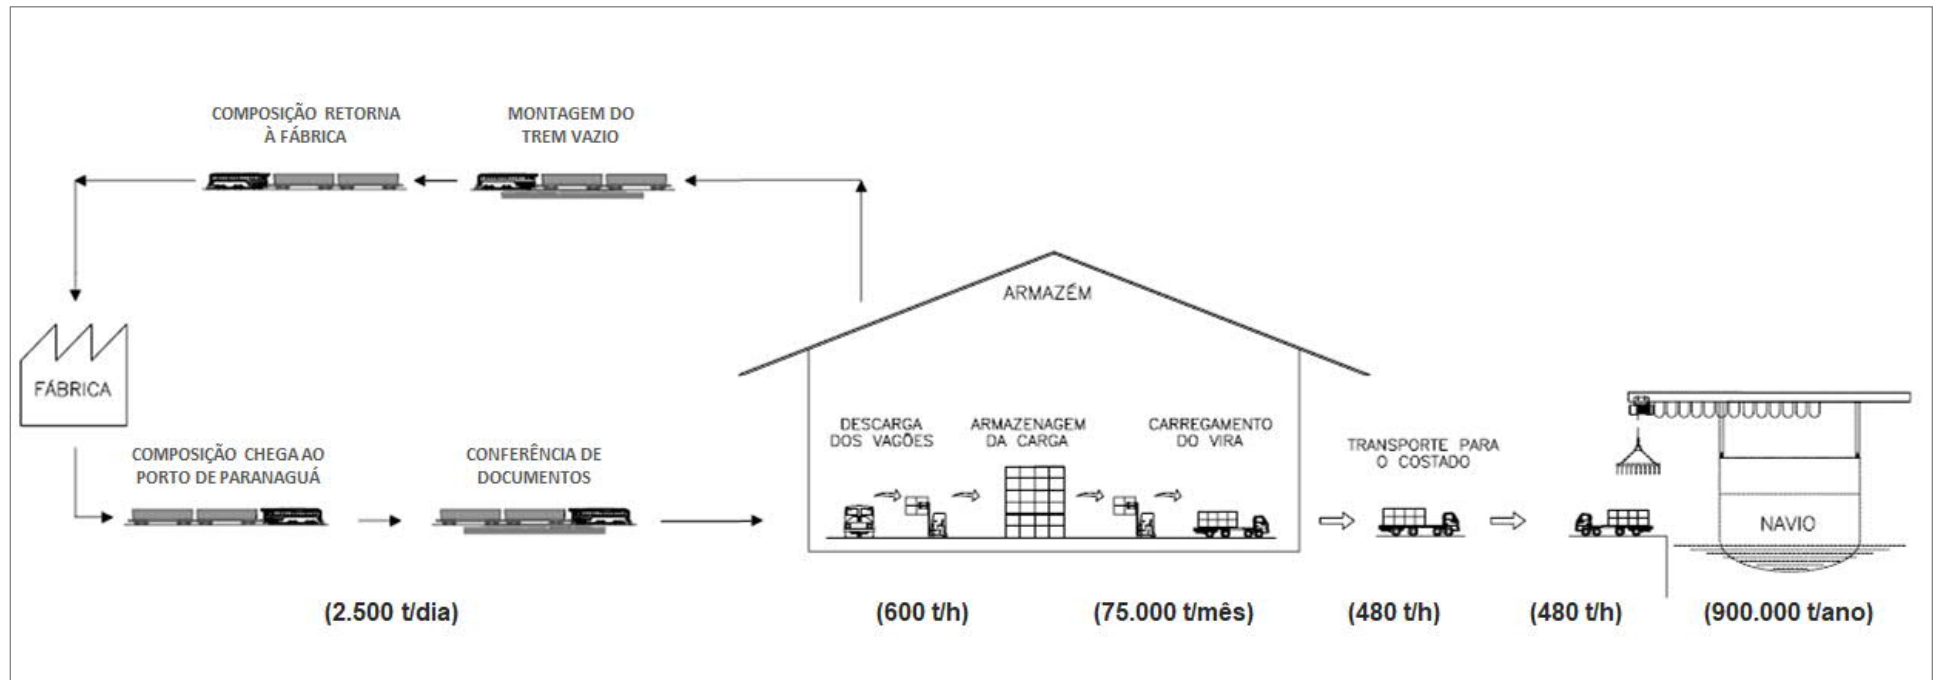 COMPOSIÇÃO RETORNA
À FÁBRICA
MONTAGEM DO
TREM VAZIO
ARMAZÉM
FÁBRICA
COMPOSIÇÃO CHEGA AO
PORTO DE PARANAGUÁ
CONFERÊNCIA DE
DOCUMENTOS
DESCARGA
DOS VAGÕES
ARMAZENAGEM
DA CARGA
CARREGAMENTO
DO VIRA
TRANSPORTE PARA
O COSTADO
NAVIO
(2.500 t/dia)
(600 t/h)
(75.000 t/mês)
(480 t/h)
(480 t/h)
(900.000 t/ano)